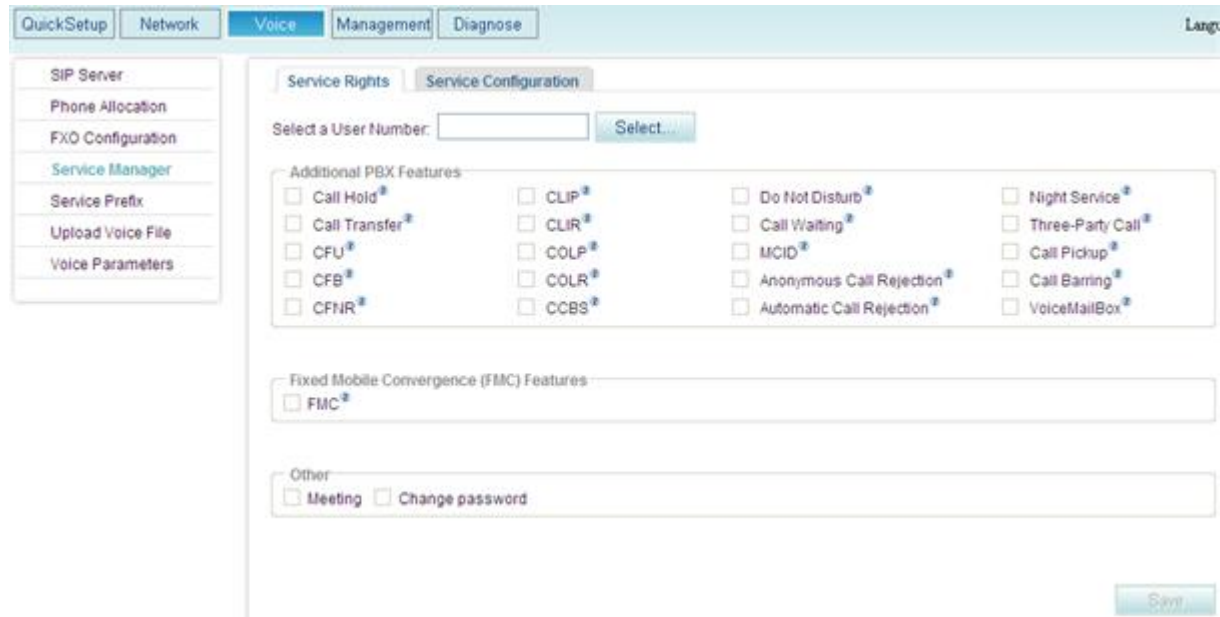 QuickSetup Network Voice Management Diagnose Langu
SIP Server
Phone Allocation
FXO Configuration
Service Manager
Service Prefix
Upload Voice File
Voice Parameters
Service Rights Service Configuration
Select a User Number: Select...
Additional PBX Features
Call Hold? CLIP? Do Not Disturb? Night Service?
Call Transfer? CLIR? Call Waiting? Three-Party Call?
CFU? COLP? MCID? Call Pickup?
CFB? COLR? Anonymous Call Rejection? Call Barring?
CFNR? CCBS? Automatic Call Rejection? VoiceMailBox?
Fixed Mobile Convergence (FMC) Features
FMC?
Other
Meeting Change password
Save